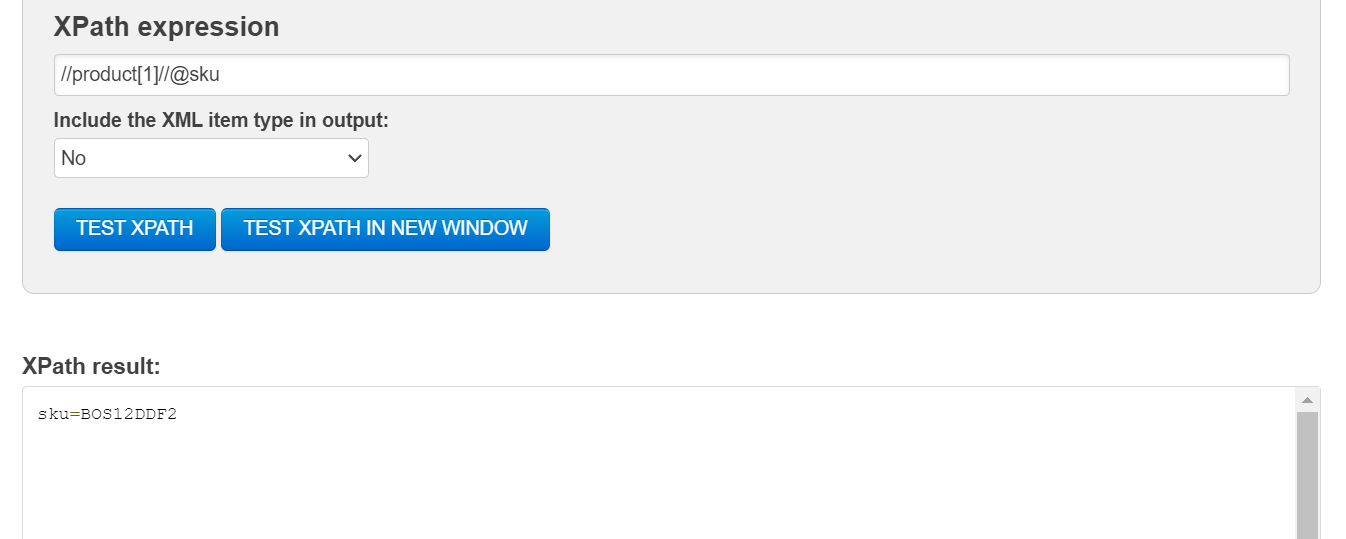 XPath expression
//product[1]//@sku
Include the XML item type in output:
No
TEST XPATH TEST XPATH IN NEW WINDOW
XPath result:
sku=BOS12DDF2